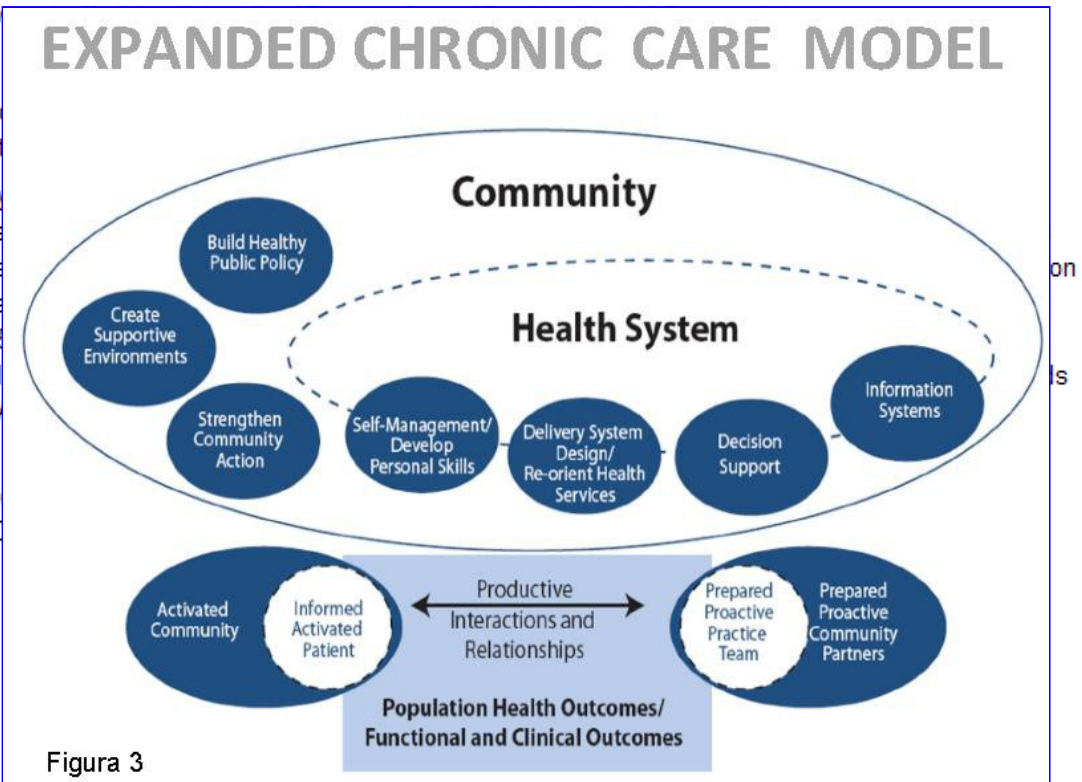 EXPANDED CHRONIC CARE MODEL
Community
Build Healthy
Public Policy
on
Create
Supportive
Environments
Health System
ls
Information
Systems
Strengthen
Community
Action
Self-Management/
Develop
Personal Skills
Delivery System
Design/
Re-orient Health
Services
Decision
Support
Activated
Community
Informed
Activated
Patient
Productive
Interactions and
Relationships
Prepared
Proactive
Practice
Team
Prepared
Proactive
Community
Partners
Population Health Outcomes/
Functional and Clinical Outcomes
Figura 3